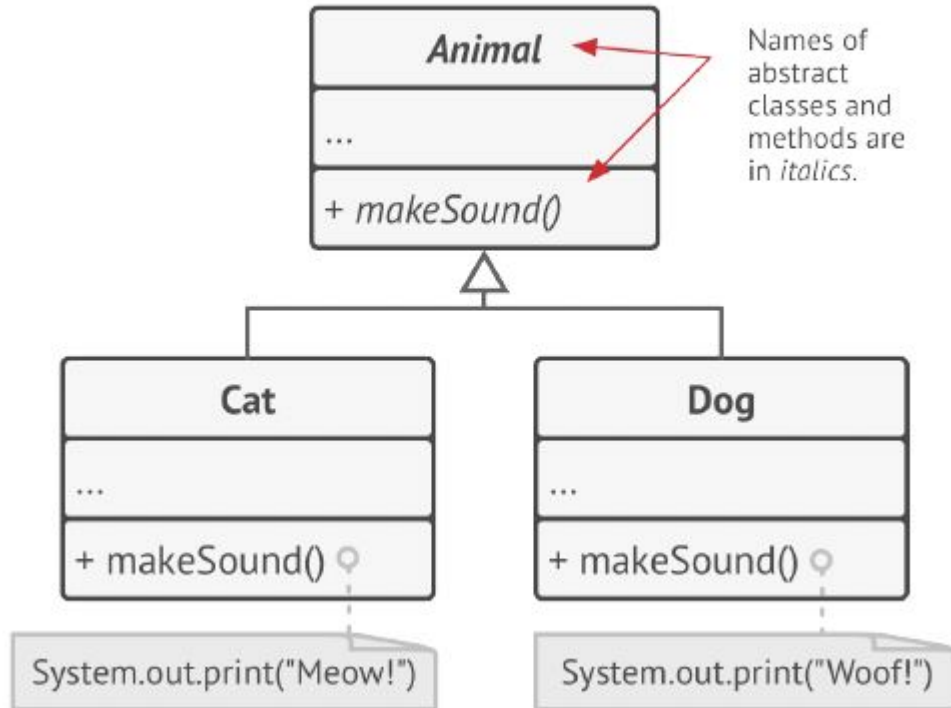 Animal
...
+ makeSound()
Names of
abstract
classes and
methods are
in italics.
Cat
...
+ makeSound()
System.out.print("Meow!")
Dog
...
+ makeSound()
System.out.print("Woof!")